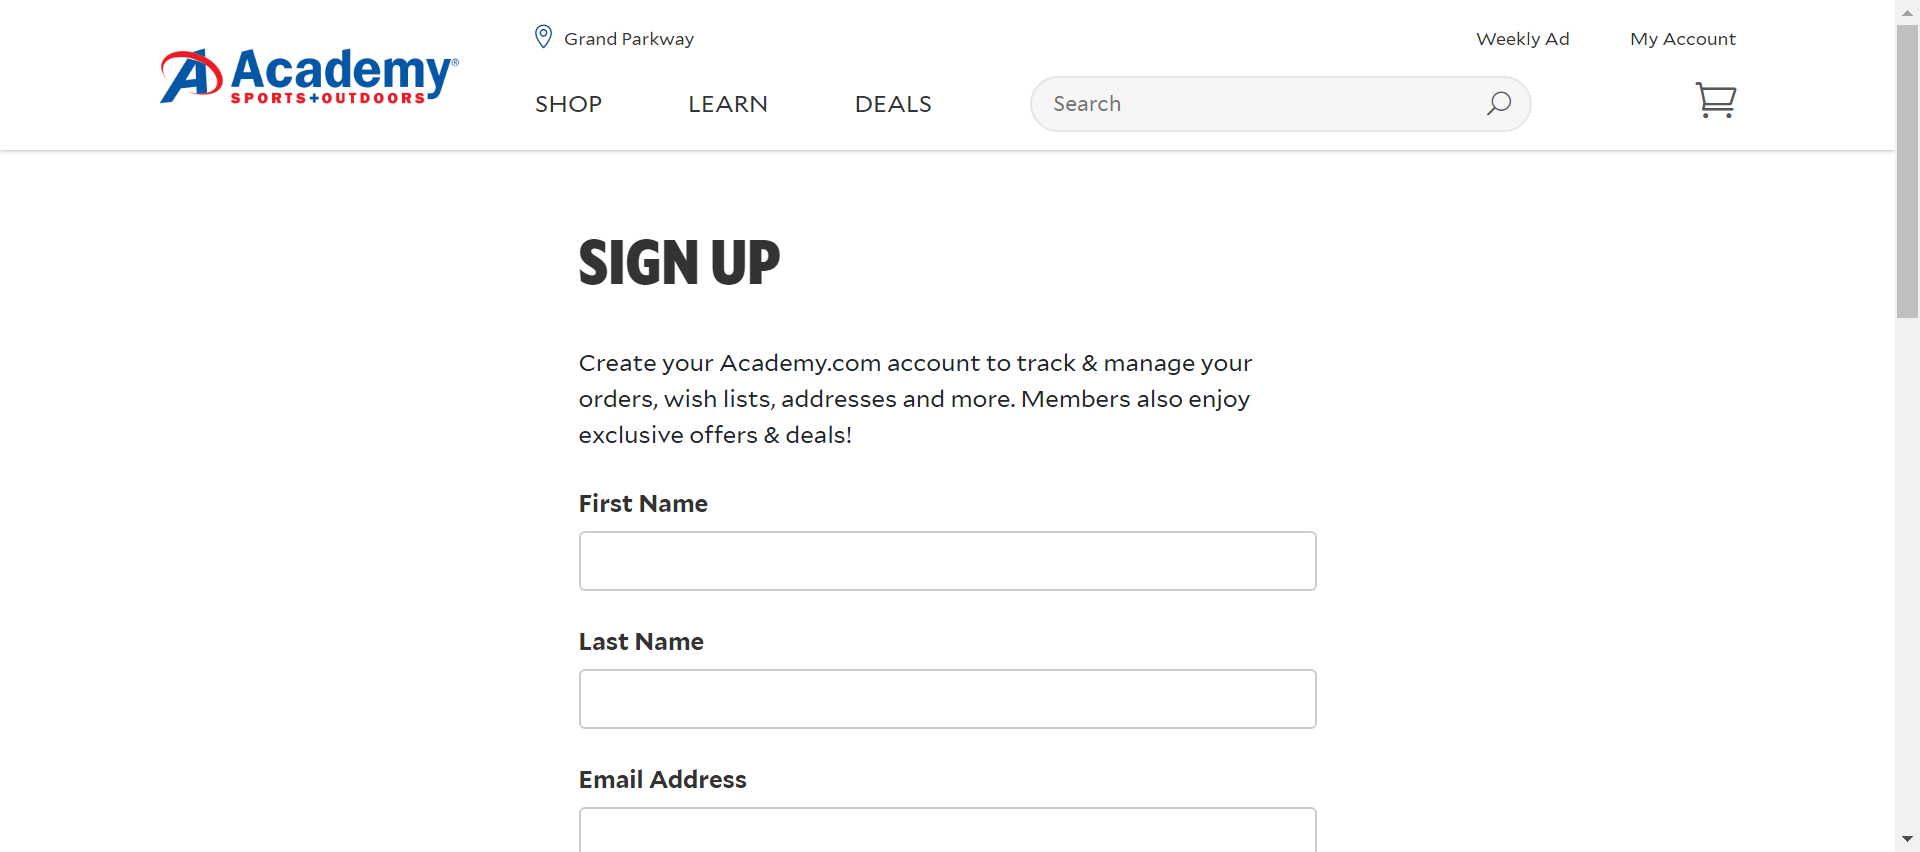 Grand Parkway
Weekly Ad
My Account
Academy®
SPORTS+OUTDOORS
SHOP
LEARN
DEALS
Search
SIGN UP
Create your Academy.com account to track & manage your
orders, wish lists, addresses and more. Members also enjoy
exclusive offers & deals!
First Name
Last Name
Email Address